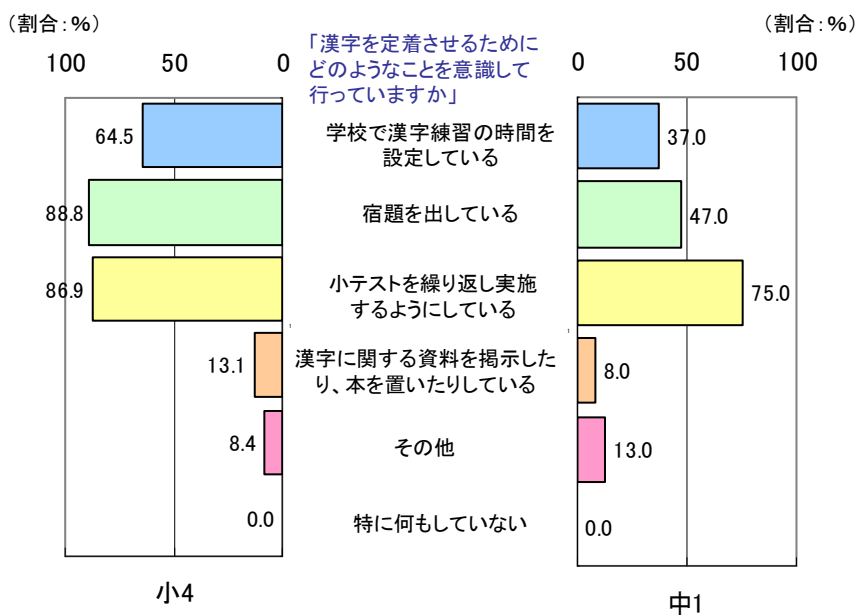 （割合：％）
（割合：％）
100 50 0
「漢字を定着させるために
どのようなことを意識して
行っていますか」
0 50 100
64.5
学校で漢字練習の時間を
設定している
37.0
88.8
宿題を出している
47.0
86.9
小テストを繰り返し実施
するようにしている
75.0
13.1
漢字に関する資料を掲示した
り、本を置いたりしている
8.0
8.4
その他
13.0
0.0
特に何もしていない
0.0
小4
中1